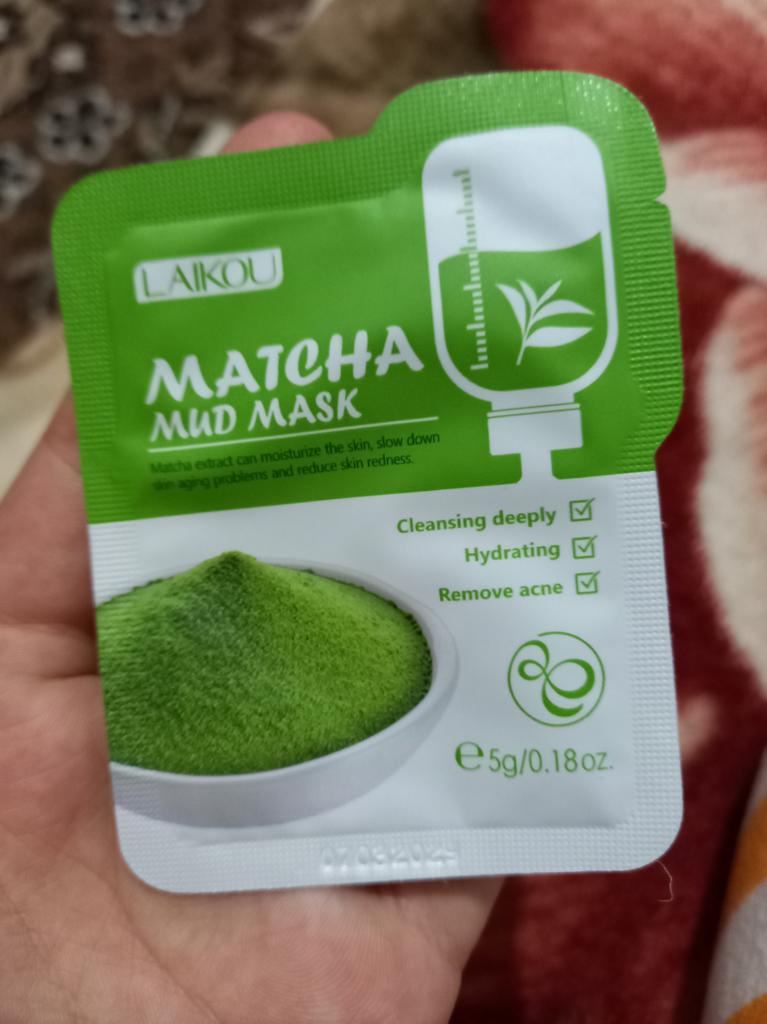 LAIKOU
MATCHA
MUD MASK
Matcha extract can moisturize the skin, slow down
skin aging problems and reduce skin redness.
Cleansing deeply
Hydrating
Remove acne
℮ 5g/0.18oz.